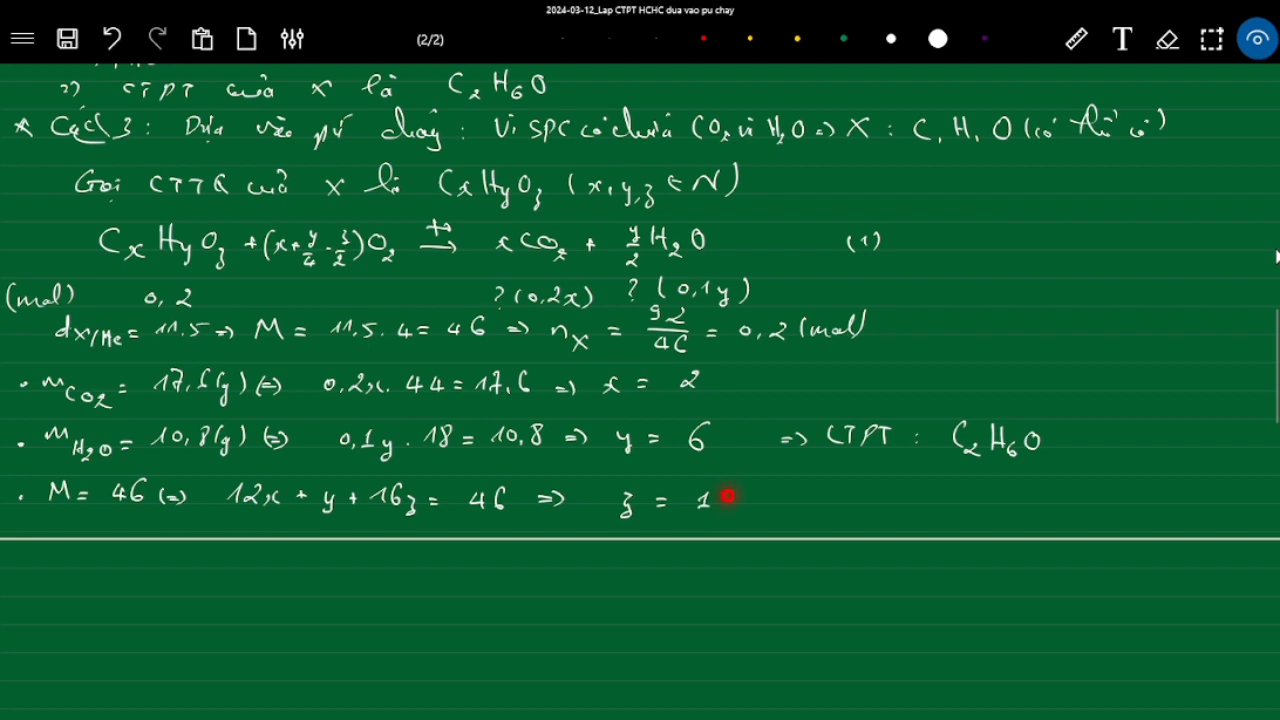 2024-03-12_Lap CTPT HCHC dua vao pu chay
(2/2)
T
=> CTPT của X là C₂H₆O
* Cách 3: Dựa vào pứ cháy: Vì SPC có chứa CO₂ và H₂O => X: C, H, O (có thể có)
Gọi CTTQ của X là CxHyOz (x,y,z ∈ N)
CxHyOz + (x + y/4 - z/2)O₂ →t° xCO₂ + y/2 H₂O (1)
(mol) 0,2 ?(0,2x) ?(0,1y)
dX/He = 11.5 => M = 11.5.4 = 46 => nX = 9,2/46 = 0,2 (mol)
• mCO₂ = 17,6(g) <=> 0,2x.44 = 17,6 => x = 2
• mH₂O = 10,8(g) <=> 0,1y.18 = 10,8 => y = 6 => CTPT: C₂H₆O
• M = 46 <=> 12x + y + 16z = 46 => z = 1